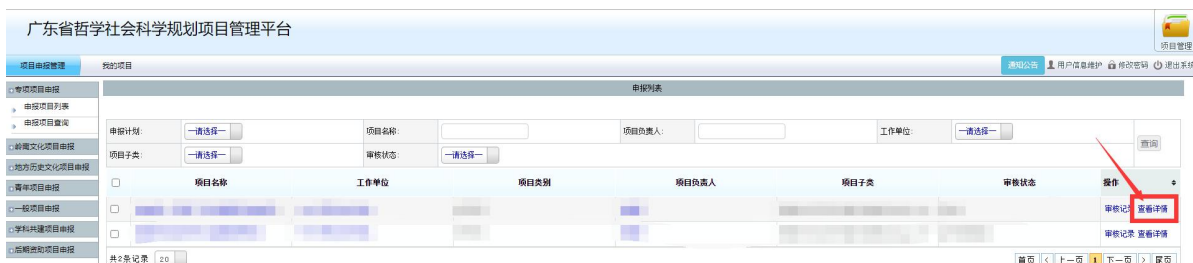 广东省哲学社会科学规划项目管理平台
项目管理
项目申报管理 我的项目 通知公告 用户信息维护 修改密码 退出系统
专项项目申报 申报列表
申报项目列表
申报项目查询
申报计划: 一请选择一 项目名称: 项目负责人: 工作单位: 一请选择一
查询
岭南文化项目申报
项目子类: 一请选择一 审核状态: 一请选择一
地方历史文化项目申报
青年项目申报 项目名称 工作单位 项目类别 项目负责人 项目子类 审核状态 操作
一般项目申报 审核记录 查看详情
学科共建项目申报 审核记录 查看详情
后期资助项目申报
共2条记录 20 首页 < 上一页 1 下一页 > 尾页